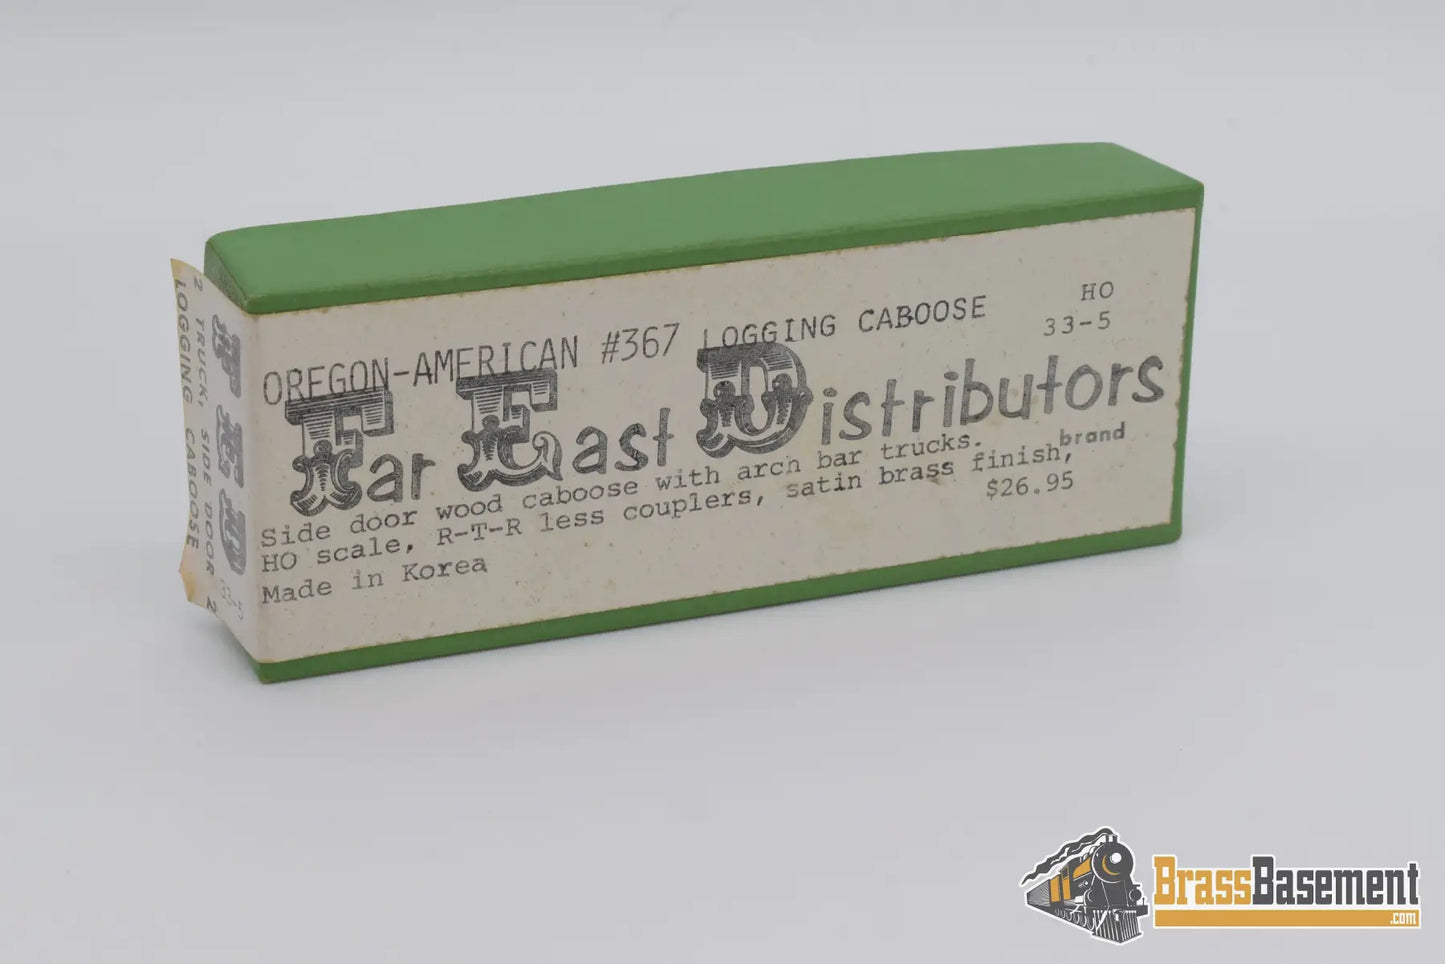 OREGON-AMERICAN #367 LOGGING CABOOSE HO
33-5
Far East Distributors
brand
Side door wood caboose with arch bar trucks.
HO scale, R-T-R less couplers, satin brass finish,
$26.95
Made in Korea
FED
33-5
2 TRUCK, SIDE DOOR 2
LOGGING CABOOSE
BrassBasement
.com